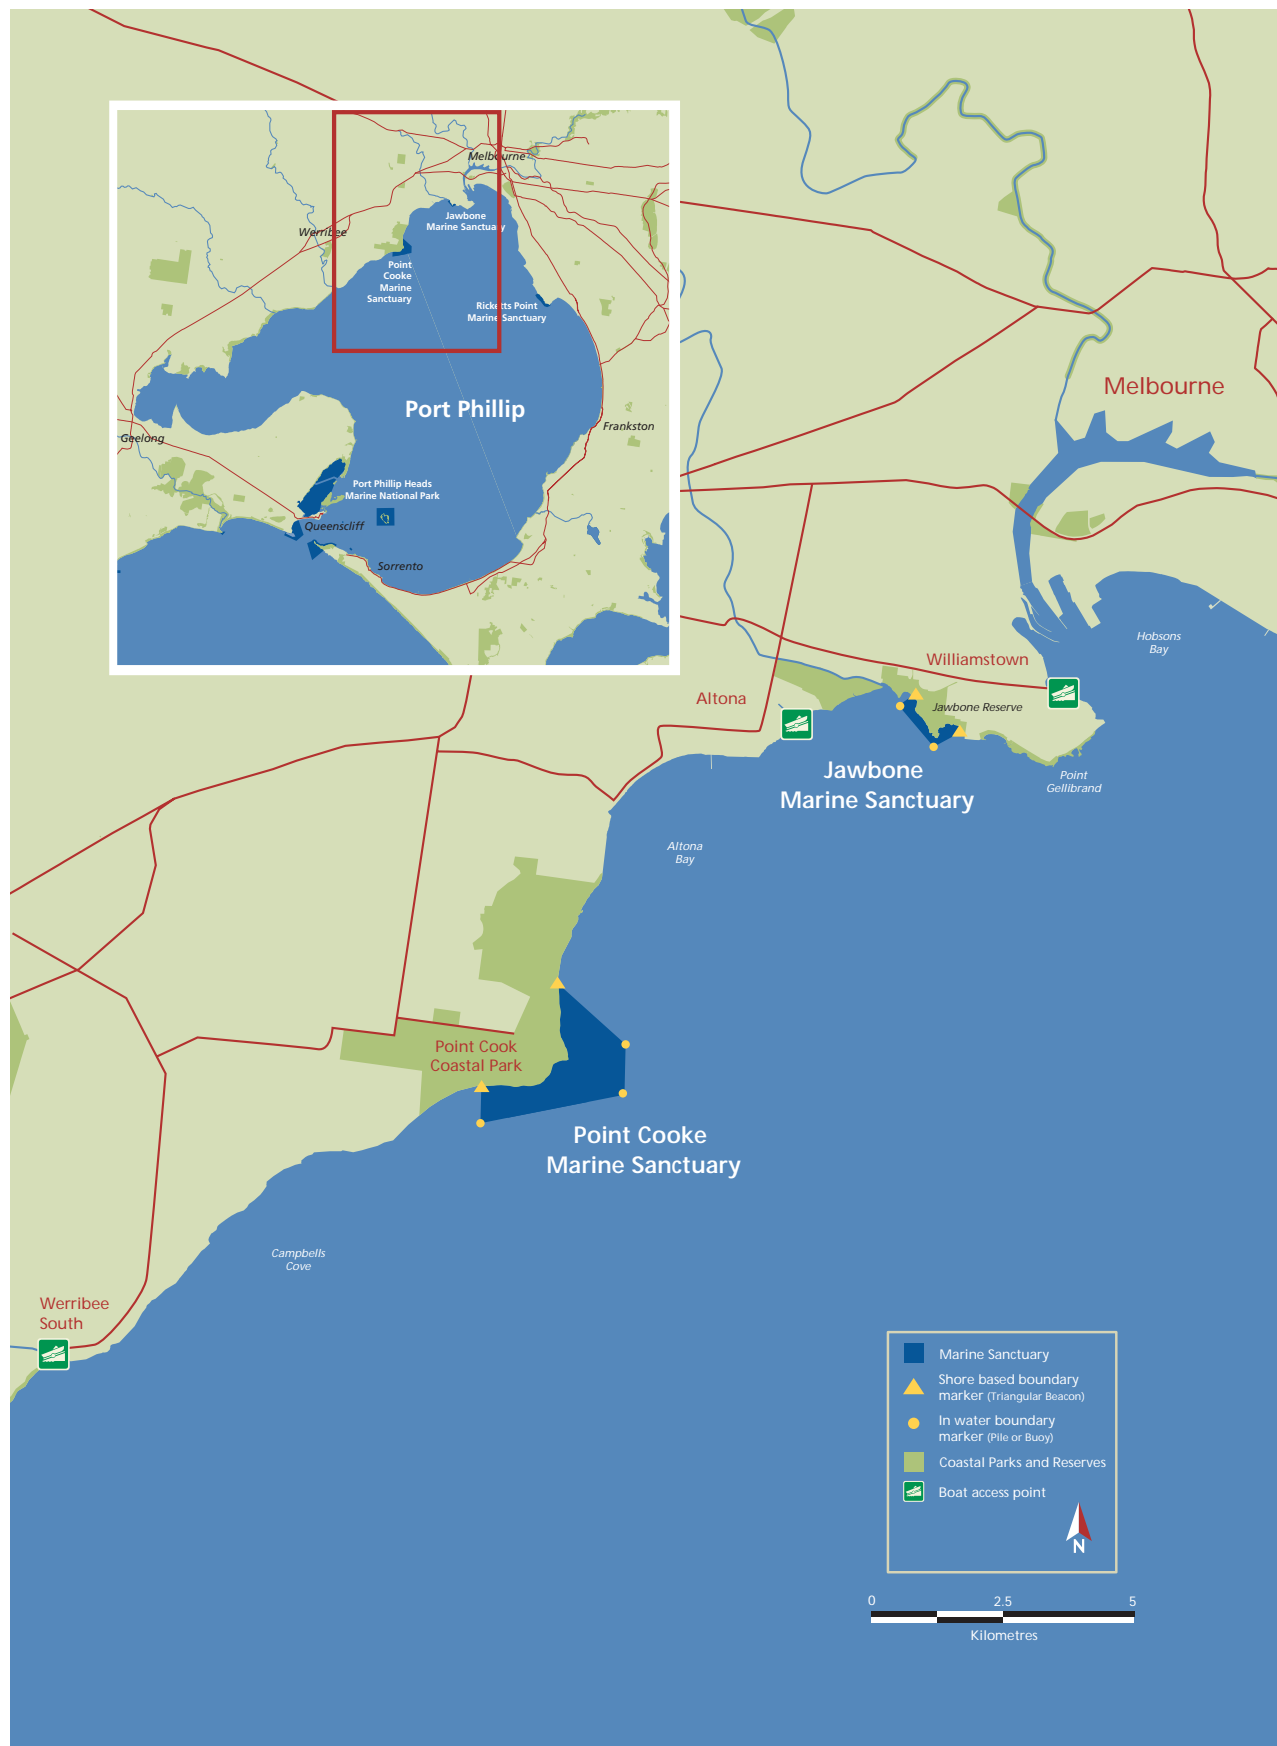 Melbourne
Jawbone
Marine Sanctuary
Werribee
Point
Cooke
Marine
Sanctuary
Ricketts Point
Marine Sanctuary
Port Phillip
Geelong
Frankston
Port Phillip Heads
Marine National Park
Queenscliff
Sorrento
Melbourne
Hobsons
Bay
Williamstown
Altona
Jawbone Reserve
Jawbone
Marine Sanctuary
Point
Gellibrand
Altona
Bay
Point Cook
Coastal Park
Point Cooke
Marine Sanctuary
Campbells
Cove
Werribee
South
Marine Sanctuary
Shore based boundary
marker (Triangular Beacon)
In water boundary
marker (Pile or Buoy)
Coastal Parks and Reserves
Boat access point
N
0 2.5 5
Kilometres